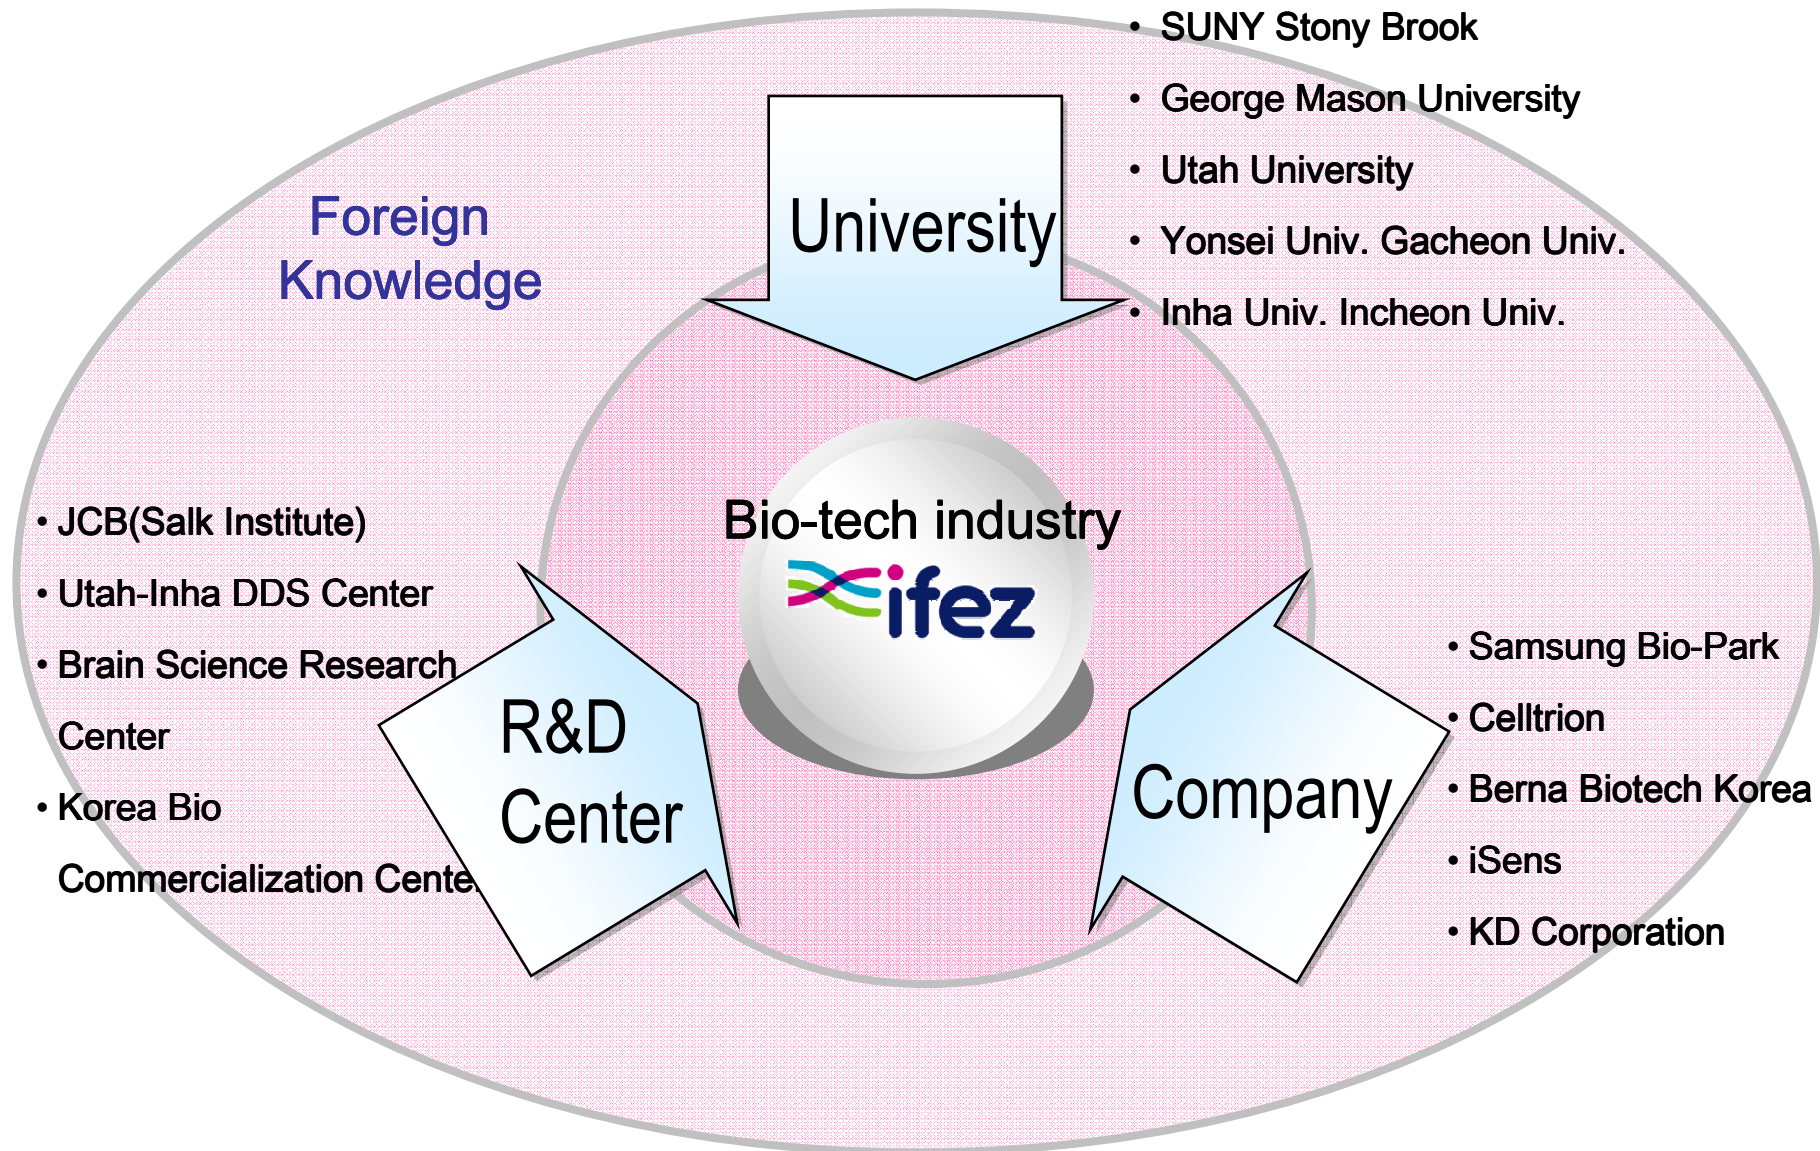 • SUNY Stony Brook
• George Mason University
• Utah University
• Yonsei Univ. Gacheon Univ.
• Inha Univ. Incheon Univ.
University
Foreign
Knowledge
Bio-tech industry
ifez
• JCB(Salk Institute)
• Utah-Inha DDS Center
• Brain Science Research
Center
• Korea Bio
Commercialization Center
R&D
Center
Company
• Samsung Bio-Park
• Celltrion
• Berna Biotech Korea
• iSens
• KD Corporation